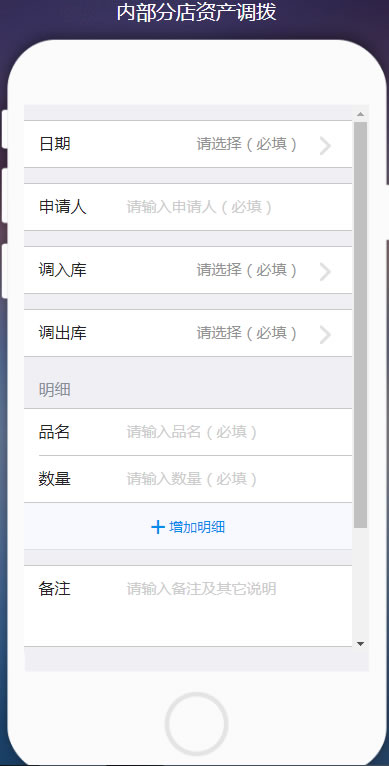 内部分店资产调拨
日期 请选择（必填）
申请人 请输入申请人（必填）
调入库 请选择（必填）
调出库 请选择（必填）
明细
品名 请输入品名（必填）
数量 请输入数量（必填）
+ 增加明细
备注 请输入备注及其它说明